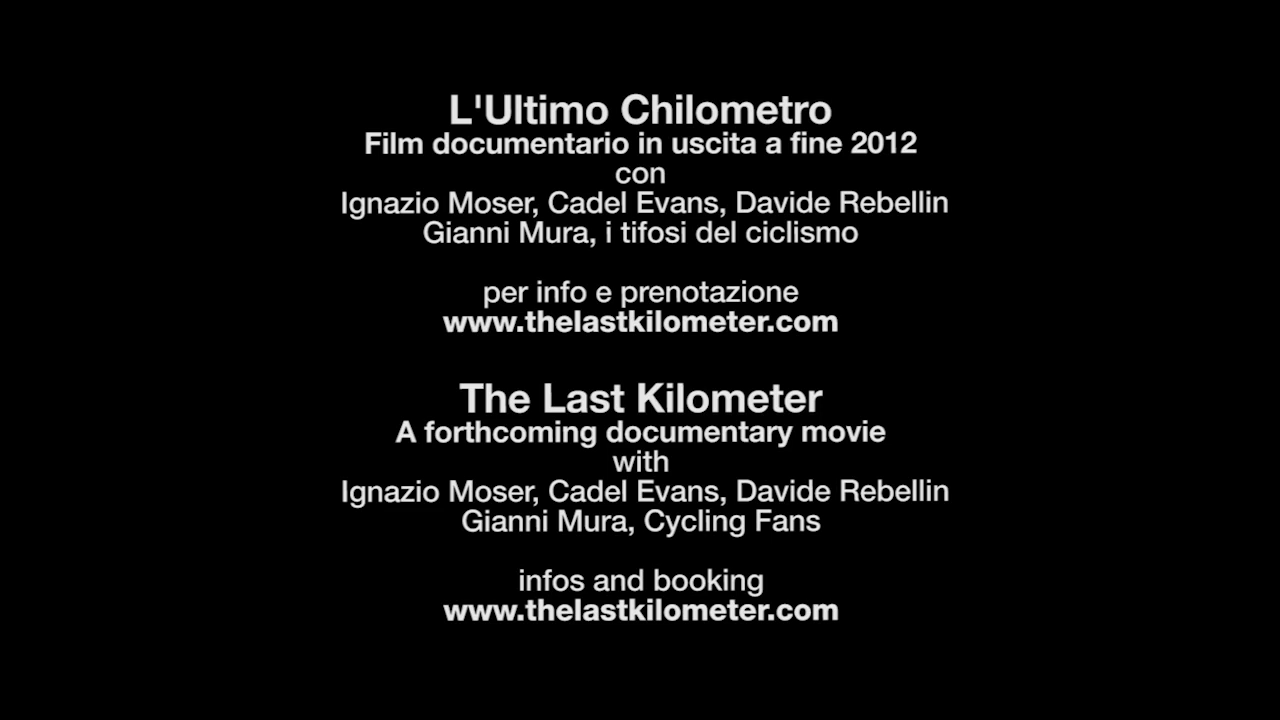 L'Ultimo Chilometro
Film documentario in uscita a fine 2012
con
Ignazio Moser, Cadel Evans, Davide Rebellin
Gianni Mura, i tifosi del ciclismo
per info e prenotazione
www.thelastkilometer.com
The Last Kilometer
A forthcoming documentary movie
with
Ignazio Moser, Cadel Evans, Davide Rebellin
Gianni Mura, Cycling Fans
infos and booking
www.thelastkilometer.com